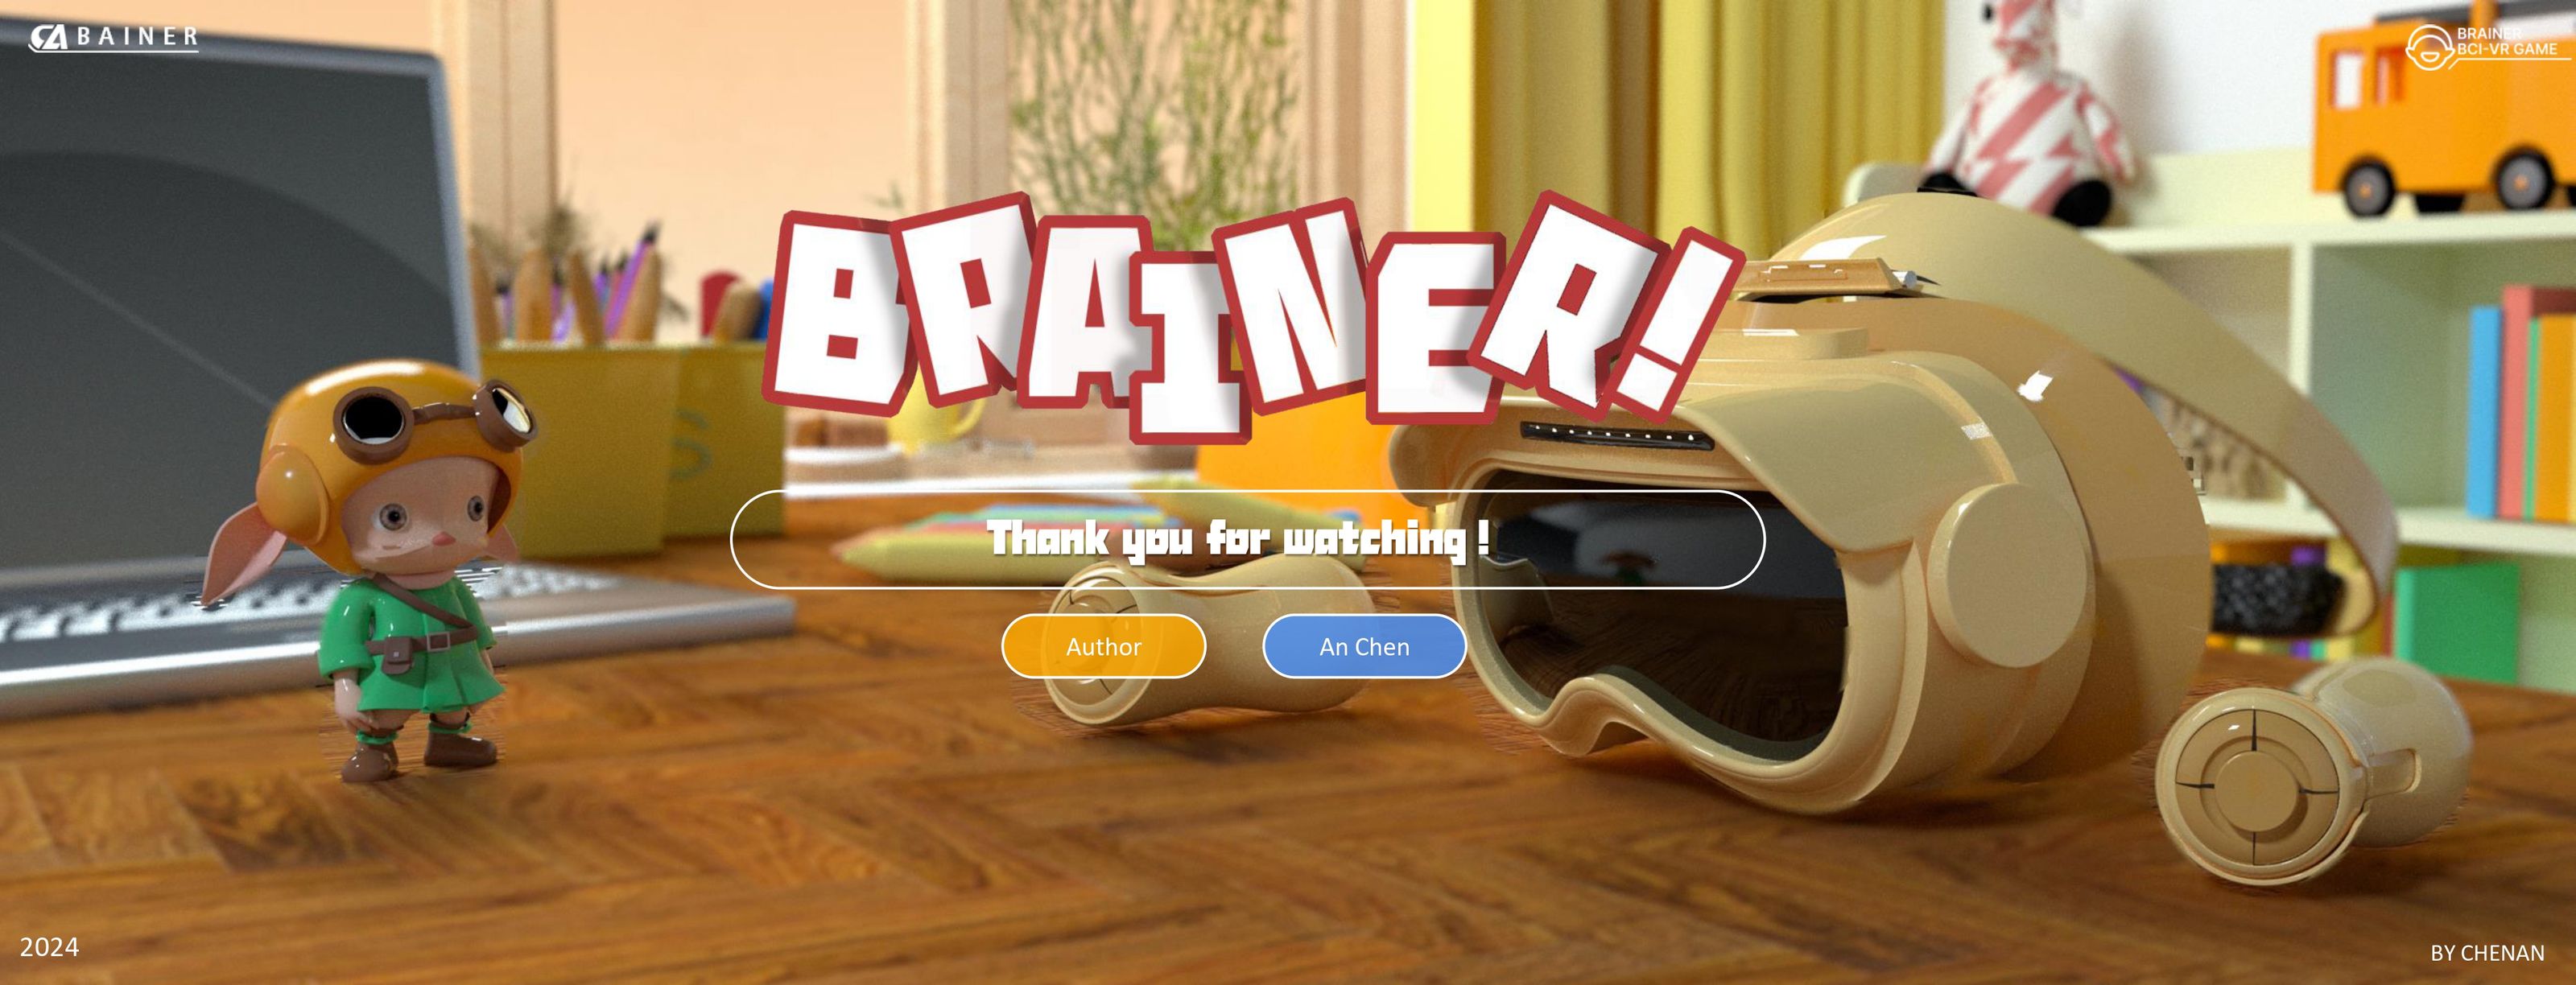 CA BAINER
BRAINER
BCI-VR GAME
BRAINER!
Thank you for watching !
Author
An Chen
2024
BY CHENAN